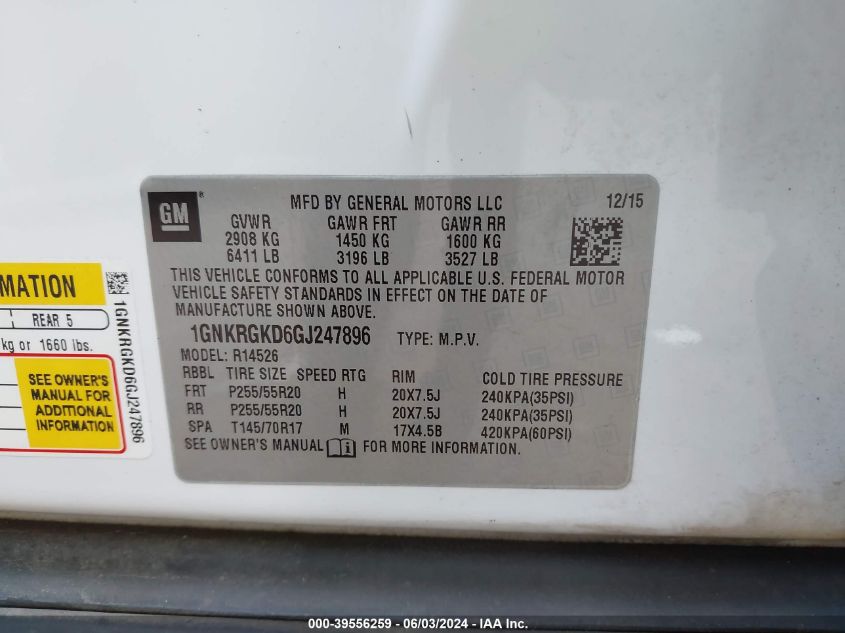 GM®
MFD BY GENERAL MOTORS LLC 12/15
GVWR GAWR FRT GAWR RR
2908 KG 1450 KG 1600 KG
6411 LB 3196 LB 3527 LB
THIS VEHICLE CONFORMS TO ALL APPLICABLE U.S. FEDERAL MOTOR
VEHICLE SAFETY STANDARDS IN EFFECT ON THE DATE OF
MANUFACTURE SHOWN ABOVE.
1GNKRGKD6GJ247896 TYPE: M.P.V.
MODEL: R14526
RBBL TIRE SIZE SPEED RTG RIM COLD TIRE PRESSURE
FRT P255/55R20 H 20X7.5J 240KPA(35PSI)
RR P255/55R20 H 20X7.5J 240KPA(35PSI)
SPA T145/70R17 M 17X4.5B 420KPA(60PSI)
SEE OWNER'S MANUAL FOR MORE INFORMATION.
MATION
REAR 5
kg or 1660 lbs.
SEE OWNER'S
MANUAL FOR
ADDITIONAL
INFORMATION
1GNKRGKD6GJ247896
000-39556259 - 06/03/2024 - IAA Inc.